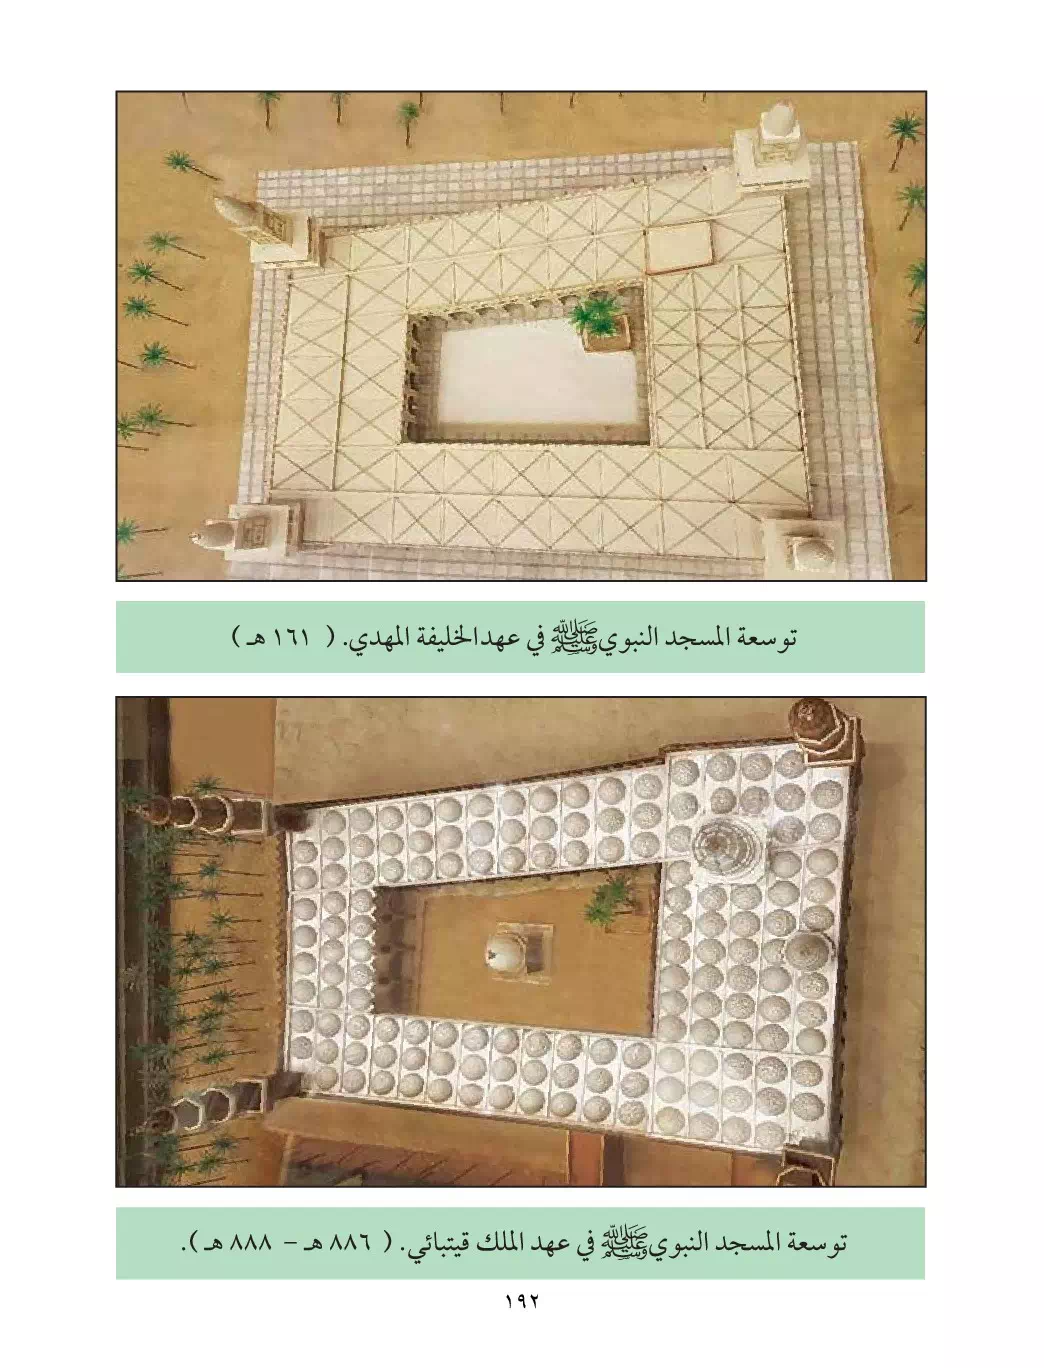 توسعة المسجد النبوي ﷺ في عهد الخليفة المهدي. ( ١٦١ هـ )
توسعة المسجد النبوي ﷺ في عهد الملك قيتبائي. ( ٨٨٦ هـ - ٨٨٨ هـ ).
١٩٢